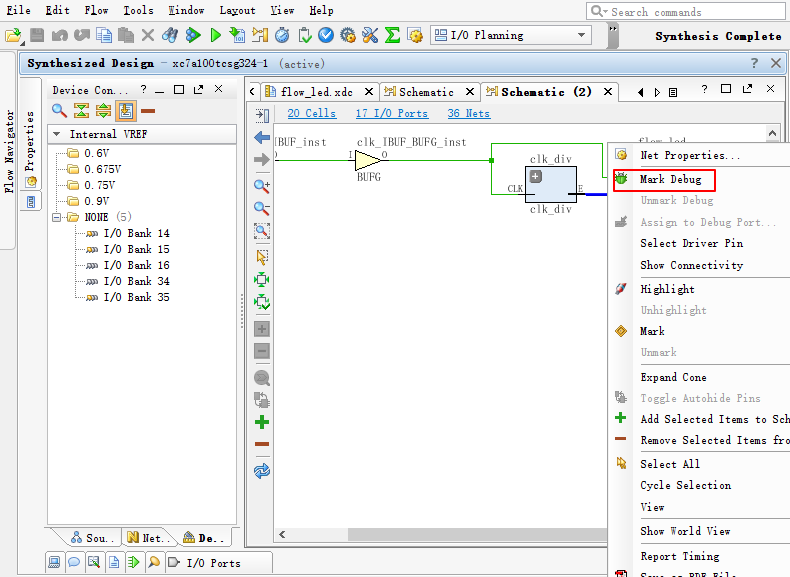 File Edit Flow Tools Window Layout View Help
Search commands
I/O Planning
Synthesis Complete
Synthesized Design - xc7a100tcsg324-1 (active)
Flow Navigator
Properties
Device Con...
Internal VREF
0.6V
0.675V
0.75V
0.9V
NONE (5)
I/O Bank 14
I/O Bank 15
I/O Bank 16
I/O Bank 34
I/O Bank 35
Sou..
Net..
De..
I/O Ports
flow_led.xdc
Schematic
Schematic (2)
20 Cells
17 I/O Ports
36 Nets
IBUF_inst
clk_IBUF_BUFG_inst
I
O
BUFG
clk_div
CLK
E
clk_div
flow_led
Net Properties...
Mark Debug
Unmark Debug
Assign to Debug Port...
Select Driver Pin
Show Connectivity
Highlight
Unhighlight
Mark
Unmark
Expand Cone
Toggle Autohide Pins
Add Selected Items to Sch
Remove Selected Items fro
Select All
Cycle Selection
View
Show World View
Report Timing
Save as PDF File